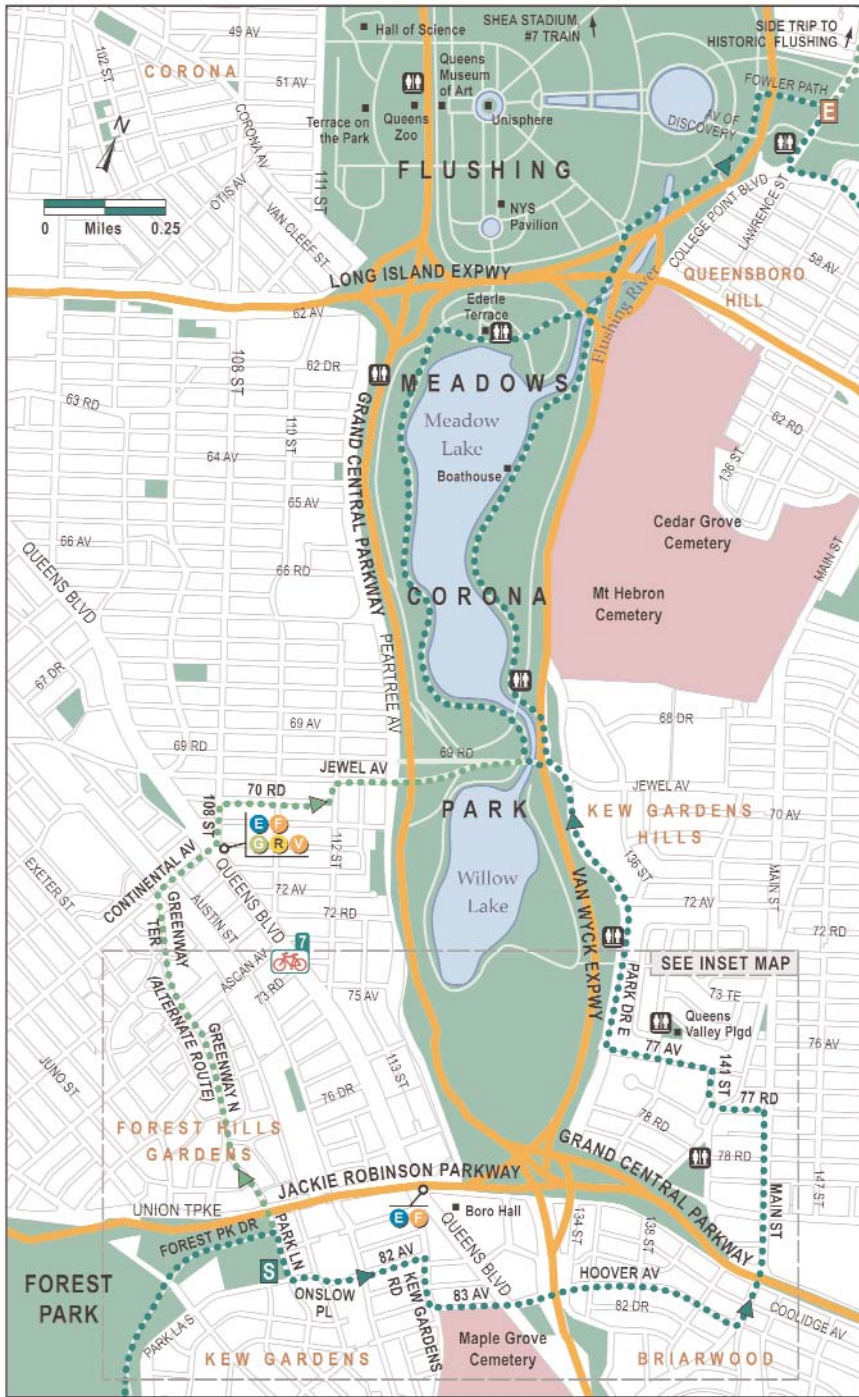 SHEA STADIUM,
#7 TRAIN
SIDE TRIP TO
HISTORIC FLUSHING
Hall of Science
49 AV
102 ST
CORONA
51 AV
Queens
Museum
of Art
FOWLER PATH
E
Terrace on
the Park
Queens
Zoo
Unisphere
AV OF
DISCOVERY
N
CORONA AV
OTIS AV
111 ST
FLUSHING
0 Miles 0.25
VAN CLEEF ST
NYS
Pavilion
COLLEGE POINT BLVD
LAWRENCE ST
58 AV
LONG ISLAND EXPWY
QUEENSBORO
HILL
62 AV
Ederle
Terrace
Flushing River
108 ST
62 DR
MEADOWS
63 RD
110 ST
GRAND CENTRAL PARKWAY
Meadow
Lake
62 RD
136 ST
64 AV
Boathouse
65 AV
Cedar Grove
Cemetery
MAIN ST
QUEENS BLVD
66 AV
66 RD
CORONA
Mt Hebron
Cemetery
PEARTREE AV
67 DR
69 AV
68 DR
69 RD
69 RD
JEWEL AV
JEWEL AV
70 RD
108 ST
PARK
70 AV
KEW GARDENS
HILLS
E F
G R V
112 ST
CONTINENTAL AV
QUEENS BLVD
136 ST
MAIN ST
EXETER ST
Willow
Lake
VAN WYCK EXPWY
72 AV
72 AV
GREENWAY
TER
AUSTIN ST
72 RD
72 RD
7
ASCAN AV
73 RD
SEE INSET MAP
75 AV
PARK DR E
73 TE
Queens
Valley Plgd
(ALTERNATE ROUTE)
GREENWAY N
77 AV
76 AV
JUNO ST
113 ST
141 ST
76 DR
77 RD
78 RD
FOREST HILLS
GARDENS
GRAND CENTRAL PARKWAY
78 RD
JACKIE ROBINSON PARKWAY
147 ST
MAIN ST
UNION TPKE
Boro Hall
E F
134 ST
138 ST
FOREST PK DR
PARK LN
QUEENS BLVD
82 AV
S
HOOVER AV
FOREST
PARK
ONSLOW
PL
KEW GARDENS
RD
83 AV
82 DR
COOLIDGE AV
PARK LA S
KEW GARDENS
Maple Grove
Cemetery
BRIARWOOD